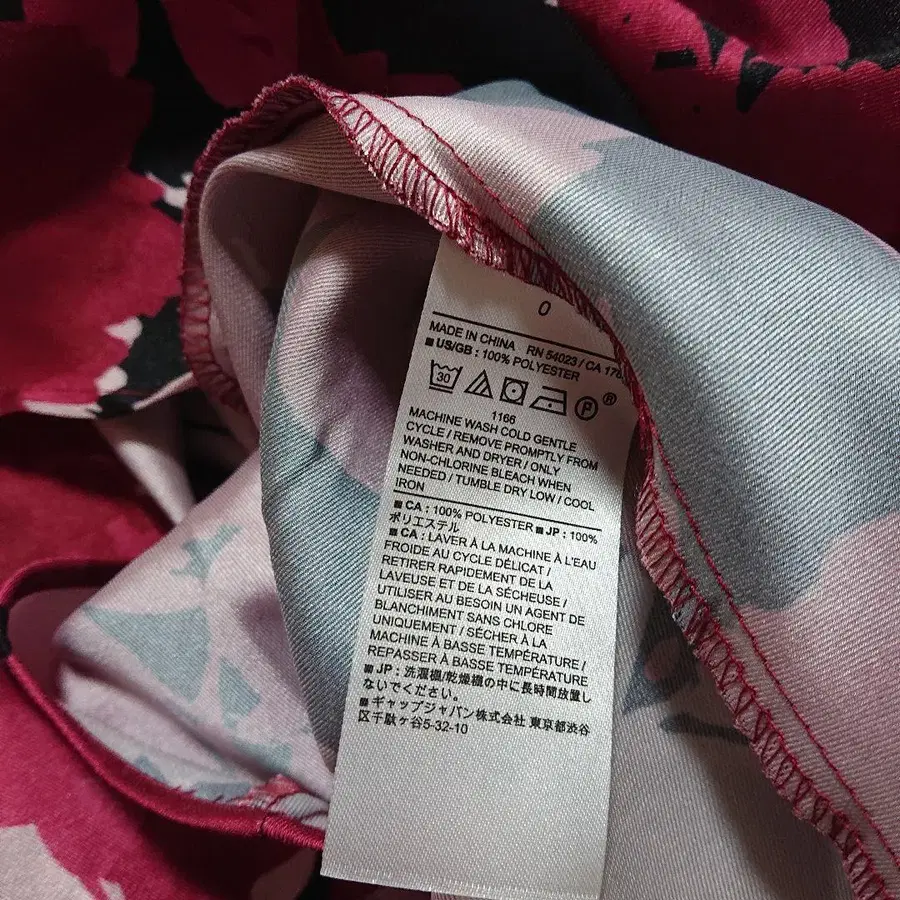 0
MADE IN CHINA RN 54023 / CA 176
■ US/GB : 100% POLYESTER
30 P ®
1166
MACHINE WASH COLD GENTLE
CYCLE / REMOVE PROMPTLY FROM
WASHER AND DRYER / ONLY
NON-CHLORINE BLEACH WHEN
NEEDED / TUMBLE DRY LOW / COOL
IRON
■ CA : 100% POLYESTER ■ JP : 100%
ポリエステル
■ CA : LAVER À LA MACHINE À L'EAU
FROIDE AU CYCLE DÉLICAT /
RETIRER RAPIDEMENT DE LA
LAVEUSE ET DE LA SÉCHEUSE /
UTILISER AU BESOIN UN AGENT DE
BLANCHIMENT SANS CHLORE
UNIQUEMENT / SÉCHER À LA
MACHINE À BASSE TEMPÉRATURE /
REPASSER À BASSE TEMPÉRATURE
■ JP : 洗濯機/乾燥機の中に長時間放置し
ないでください。
■ ギャップジャパン株式会社 東京都渋谷
区千駄ヶ谷5-32-10